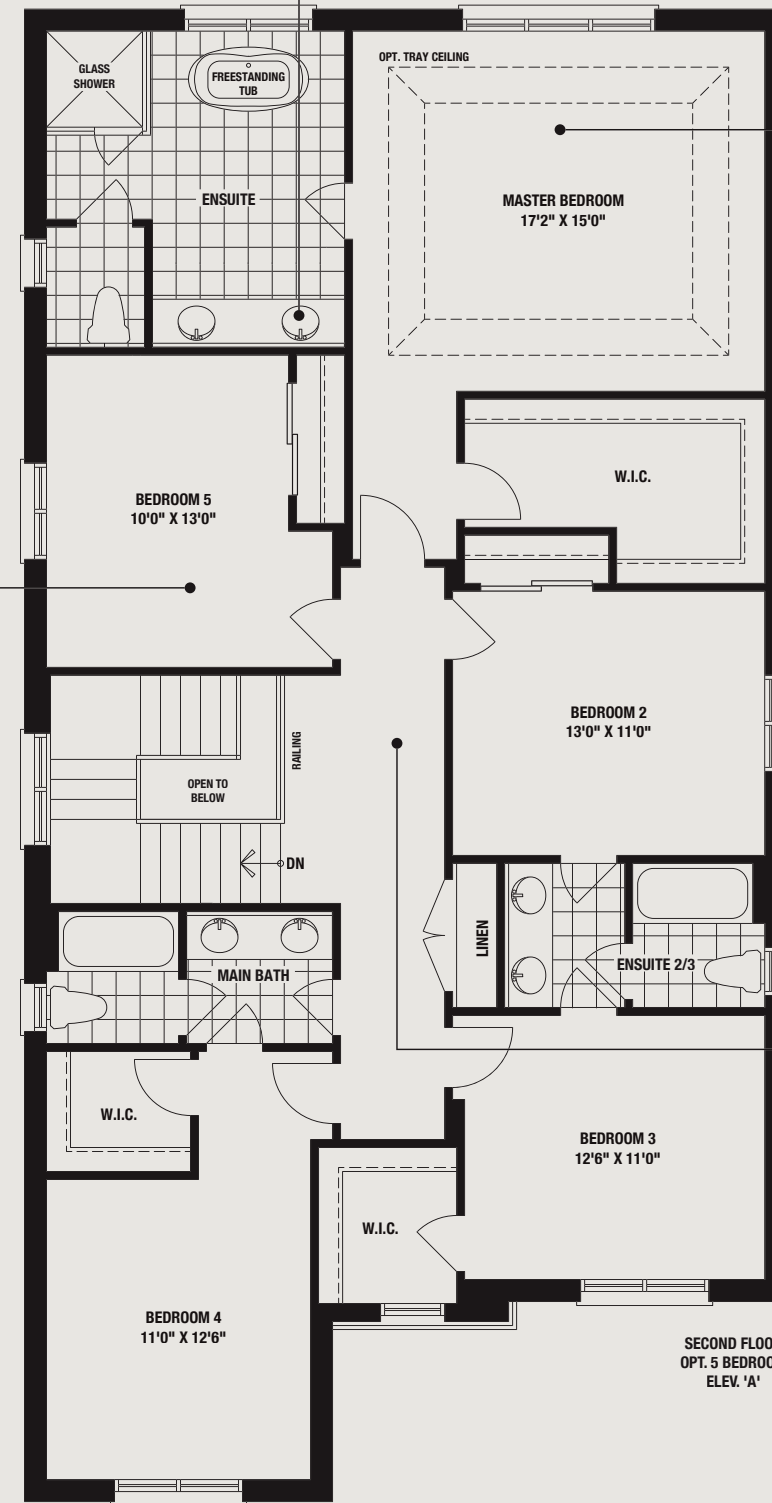 GLASS
SHOWER
FREESTANDING
TUB
OPT. TRAY CEILING
ENSUITE
MASTER BEDROOM
17'2" X 15'0"
W.I.C.
BEDROOM 5
10'0" X 13'0"
BEDROOM 2
13'0" X 11'0"
RAILING
OPEN TO
BELOW
DN
LINEN
MAIN BATH
ENSUITE 2/3
W.I.C.
BEDROOM 3
12'6" X 11'0"
W.I.C.
BEDROOM 4
11'0" X 12'6"
SECOND FLOO
OPT. 5 BEDROO
ELEV. 'A'